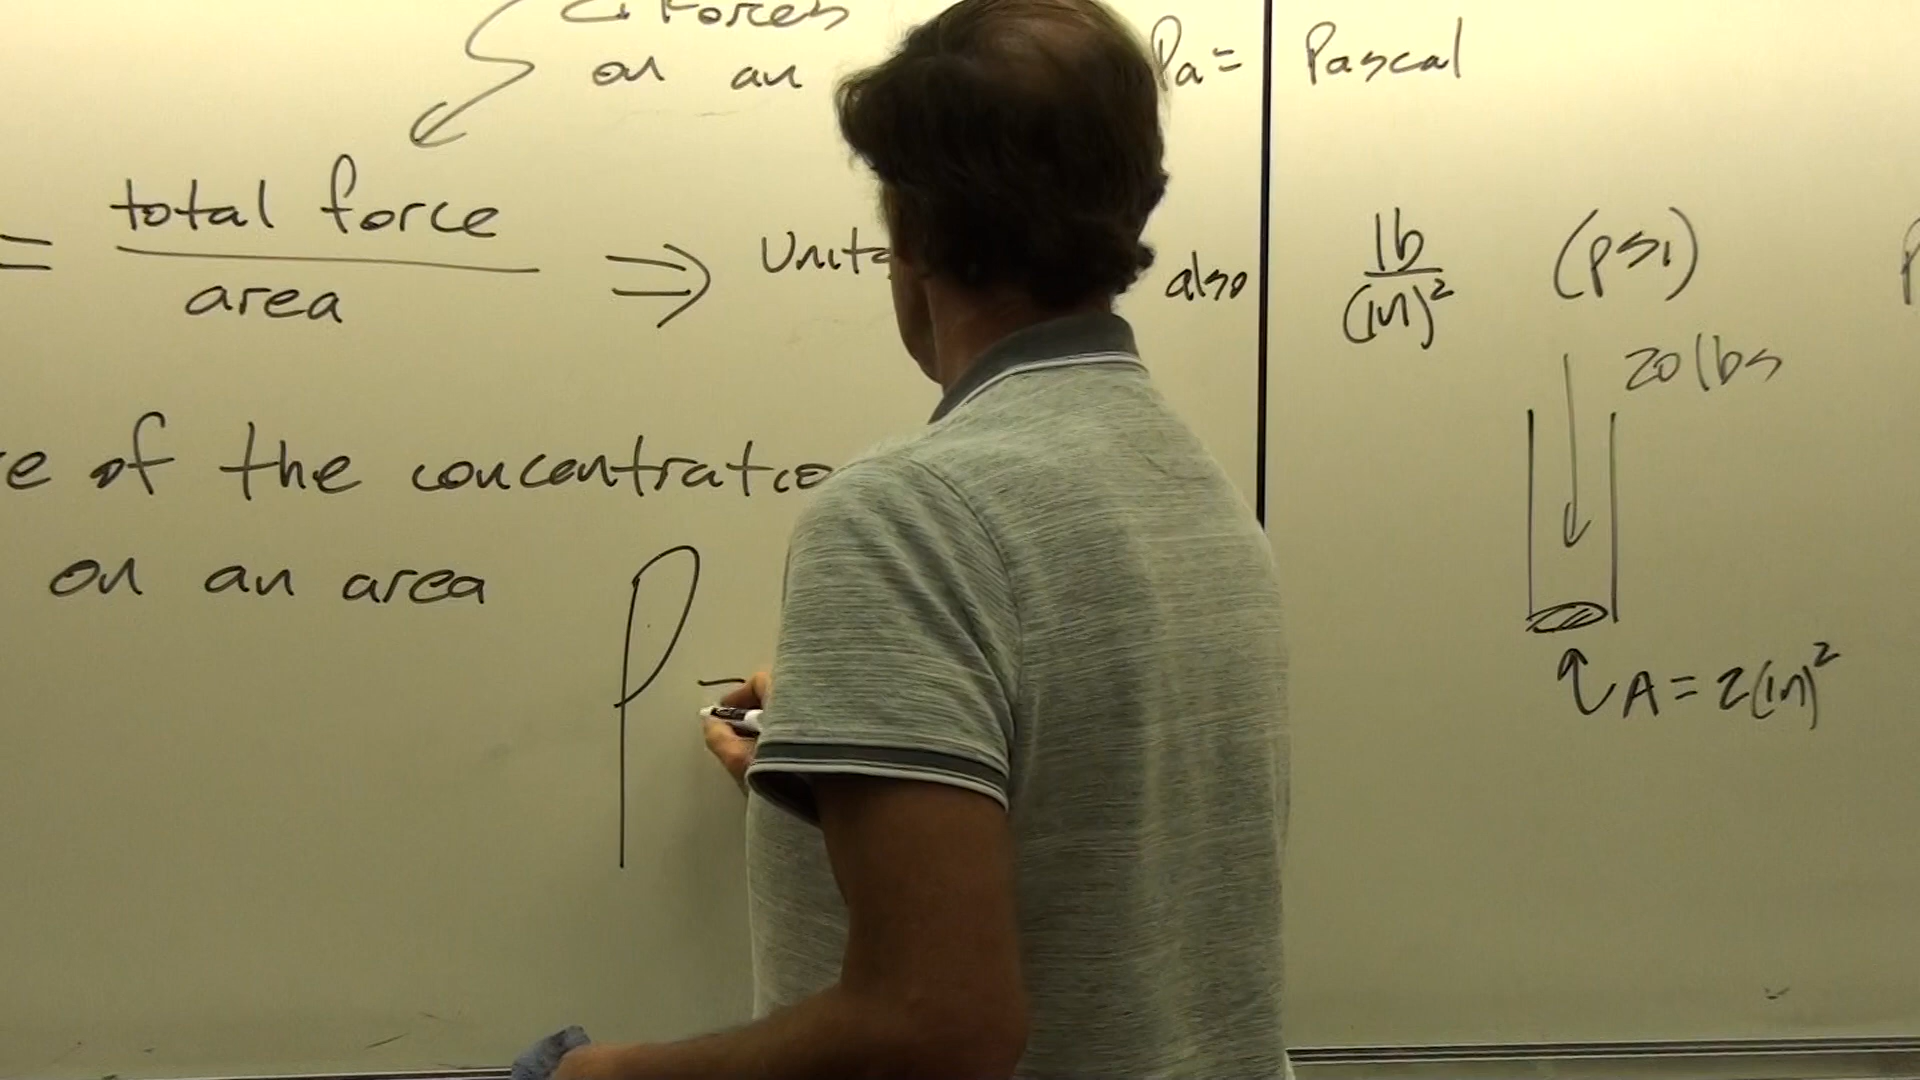 Forces
on an
= total force / area ⇒ Units
e of the concentratio
on an area
P =
Pa = Pascal
also lb/(in)² (psi)
20 lbs
A = 2(in)²